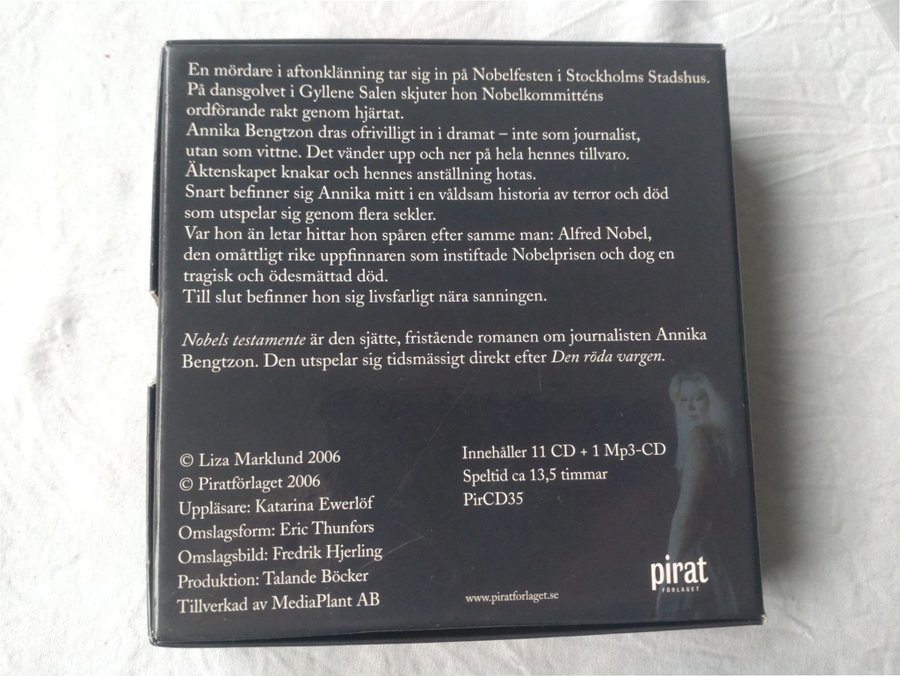 En mördare i aftonklänning tar sig in på Nobelfesten i Stockholms Stadshus.
På dansgolvet i Gyllene Salen skjuter hon Nobelkommitténs
ordförande rakt genom hjärtat.
Annika Bengtzon dras ofrivilligt in i dramat – inte som journalist,
utan som vittne. Det vänder upp och ner på hela hennes tillvaro.
Äktenskapet knakar och hennes anställning hotas.
Snart befinner sig Annika mitt i en våldsam historia av terror och död
som utspelar sig genom flera sekler.
Var hon än letar hittar hon spåren efter samme man: Alfred Nobel,
den omåttligt rike uppfinnaren som instiftade Nobelprisen och dog en
tragisk och ödesmättad död.
Till slut befinner hon sig livsfarligt nära sanningen.
Nobels testamente är den sjätte, fristående romanen om journalisten Annika
Bengtzon. Den utspelar sig tidsmässigt direkt efter Den röda vargen.
© Liza Marklund 2006
© Piratförlaget 2006
Uppläsare: Katarina Ewerlöf
Omslagsform: Eric Thunfors
Omslagsbild: Fredrik Hjerling
Produktion: Talande Böcker
Tillverkad av MediaPlant AB
Innehåller 11 CD + 1 Mp3-CD
Speltid ca 13,5 timmar
PirCD35
www.piratforlaget.se
pirat
FÖRLAGET